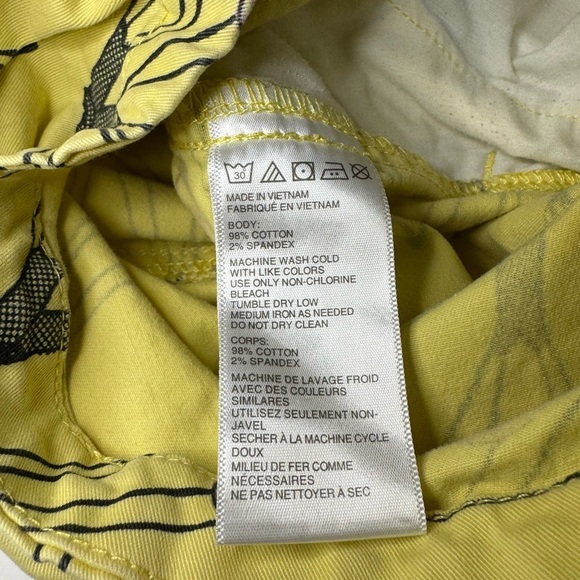 30
MADE IN VIETNAM
FABRIQUÉ EN VIETNAM
BODY:
98% COTTON
2% SPANDEX
MACHINE WASH COLD
WITH LIKE COLORS
USE ONLY NON-CHLORINE
BLEACH
TUMBLE DRY LOW
MEDIUM IRON AS NEEDED
DO NOT DRY CLEAN
CORPS:
98% COTTON
2% SPANDEX
MACHINE DE LAVAGE FROID
AVEC DES COULEURS
SIMILARES
UTILISEZ SEULEMENT NON-
JAVEL
SECHER À LA MACHINE CYCLE
DOUX
MILIEU DE FER COMME
NÉCESSAIRES
NE PAS NETTOYER À SEC